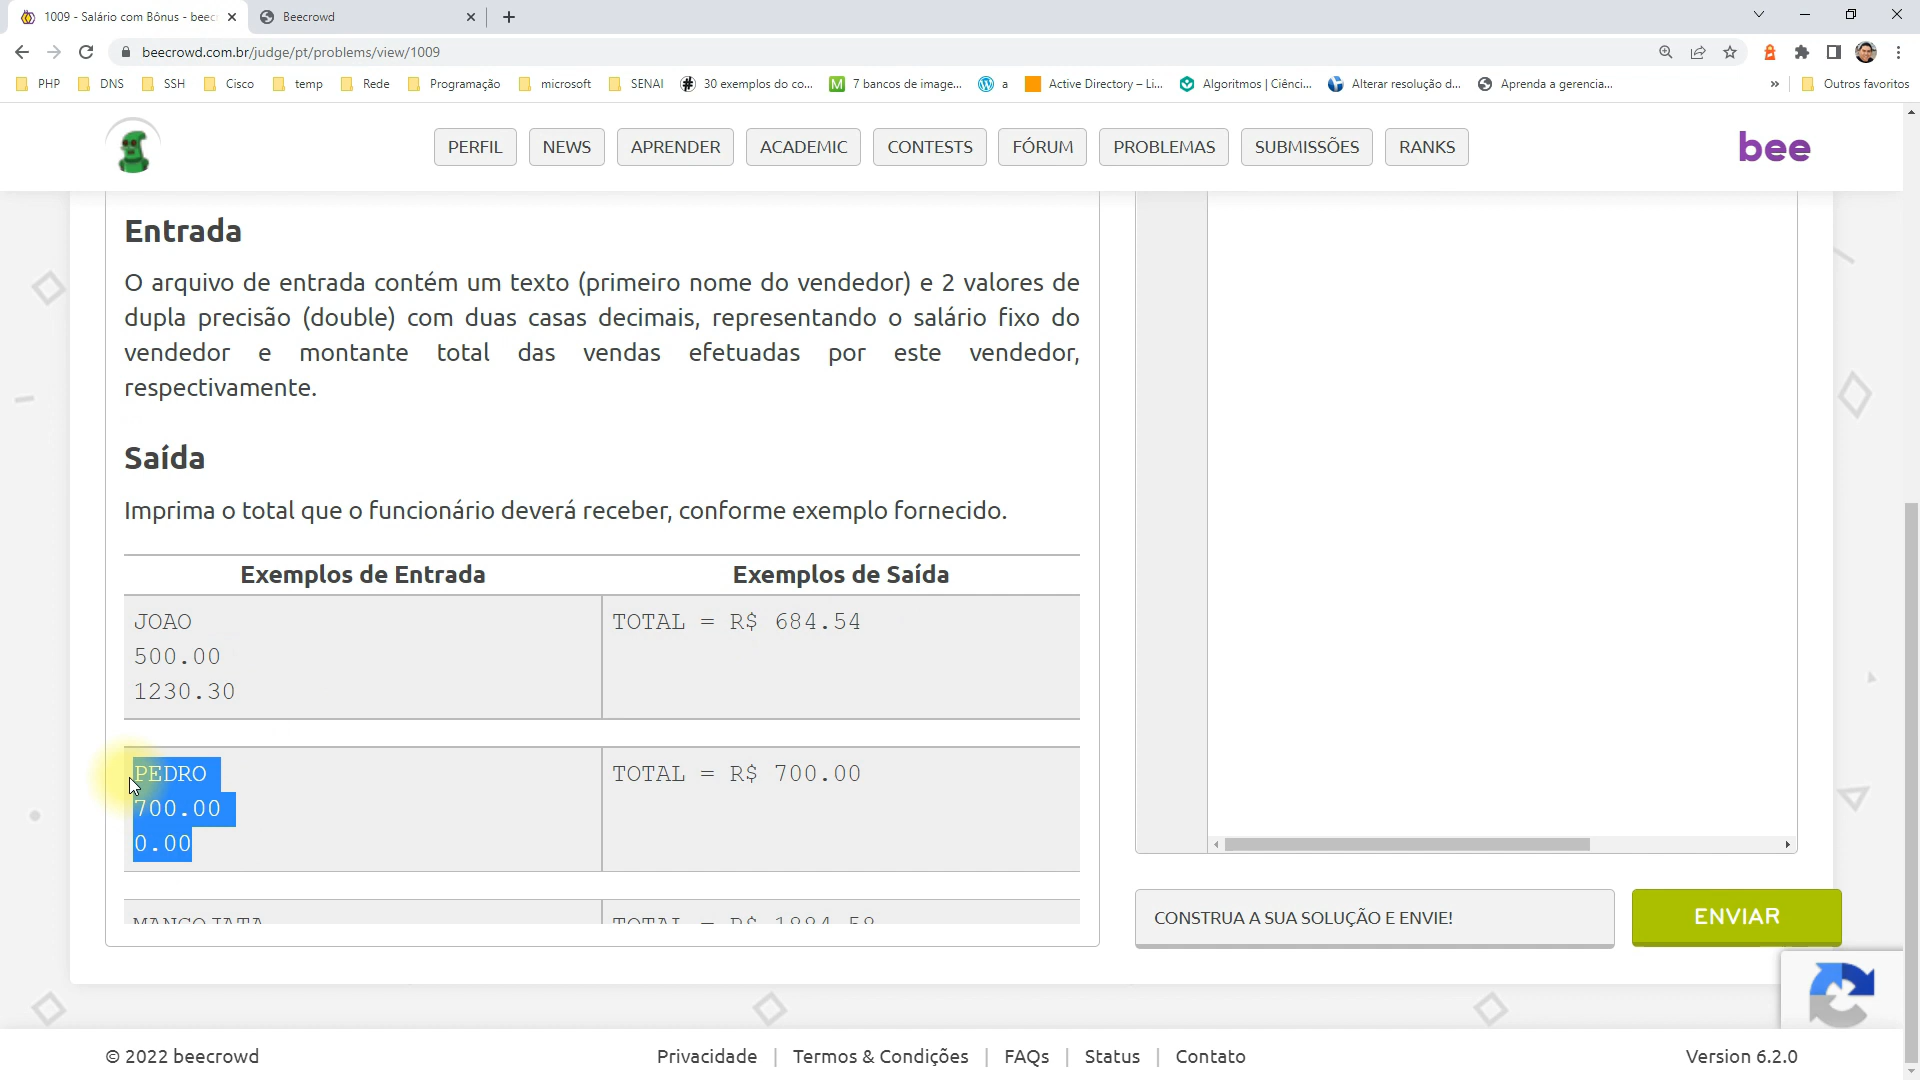 1009 - Salário com Bônus - beec
Beecrowd
beecrowd.com.br/judge/pt/problems/view/1009
PHP DNS SSH Cisco temp Rede Programação microsoft SENAI 30 exemplos do co... 7 bancos de image... a Active Directory – Li... Algoritmos | Ciênci... Alterar resolução d... Aprenda a gerencia... » Outros favoritos
PERFIL NEWS APRENDER ACADEMIC CONTESTS FÓRUM PROBLEMAS SUBMISSÕES RANKS bee
Entrada
O arquivo de entrada contém um texto (primeiro nome do vendedor) e 2 valores de
dupla precisão (double) com duas casas decimais, representando o salário fixo do
vendedor e montante total das vendas efetuadas por este vendedor,
respectivamente.
Saída
Imprima o total que o funcionário deverá receber, conforme exemplo fornecido.
Exemplos de Entrada Exemplos de Saída
JOAO TOTAL = R$ 684.54
500.00
1230.30
PEDRO TOTAL = R$ 700.00
700.00
0.00
MANGOJATA TOTAL = R$ 1884.58
CONSTRUA A SUA SOLUÇÃO E ENVIE! ENVIAR
© 2022 beecrowd Privacidade | Termos & Condições | FAQs | Status | Contato Version 6.2.0